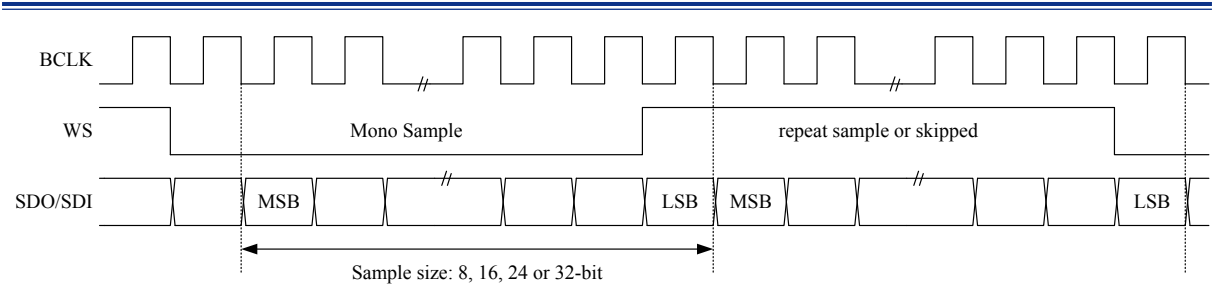 BCLK
WS
Mono Sample
repeat sample or skipped
SDO/SDI
MSB
LSB
MSB
LSB
Sample size: 8, 16, 24 or 32-bit